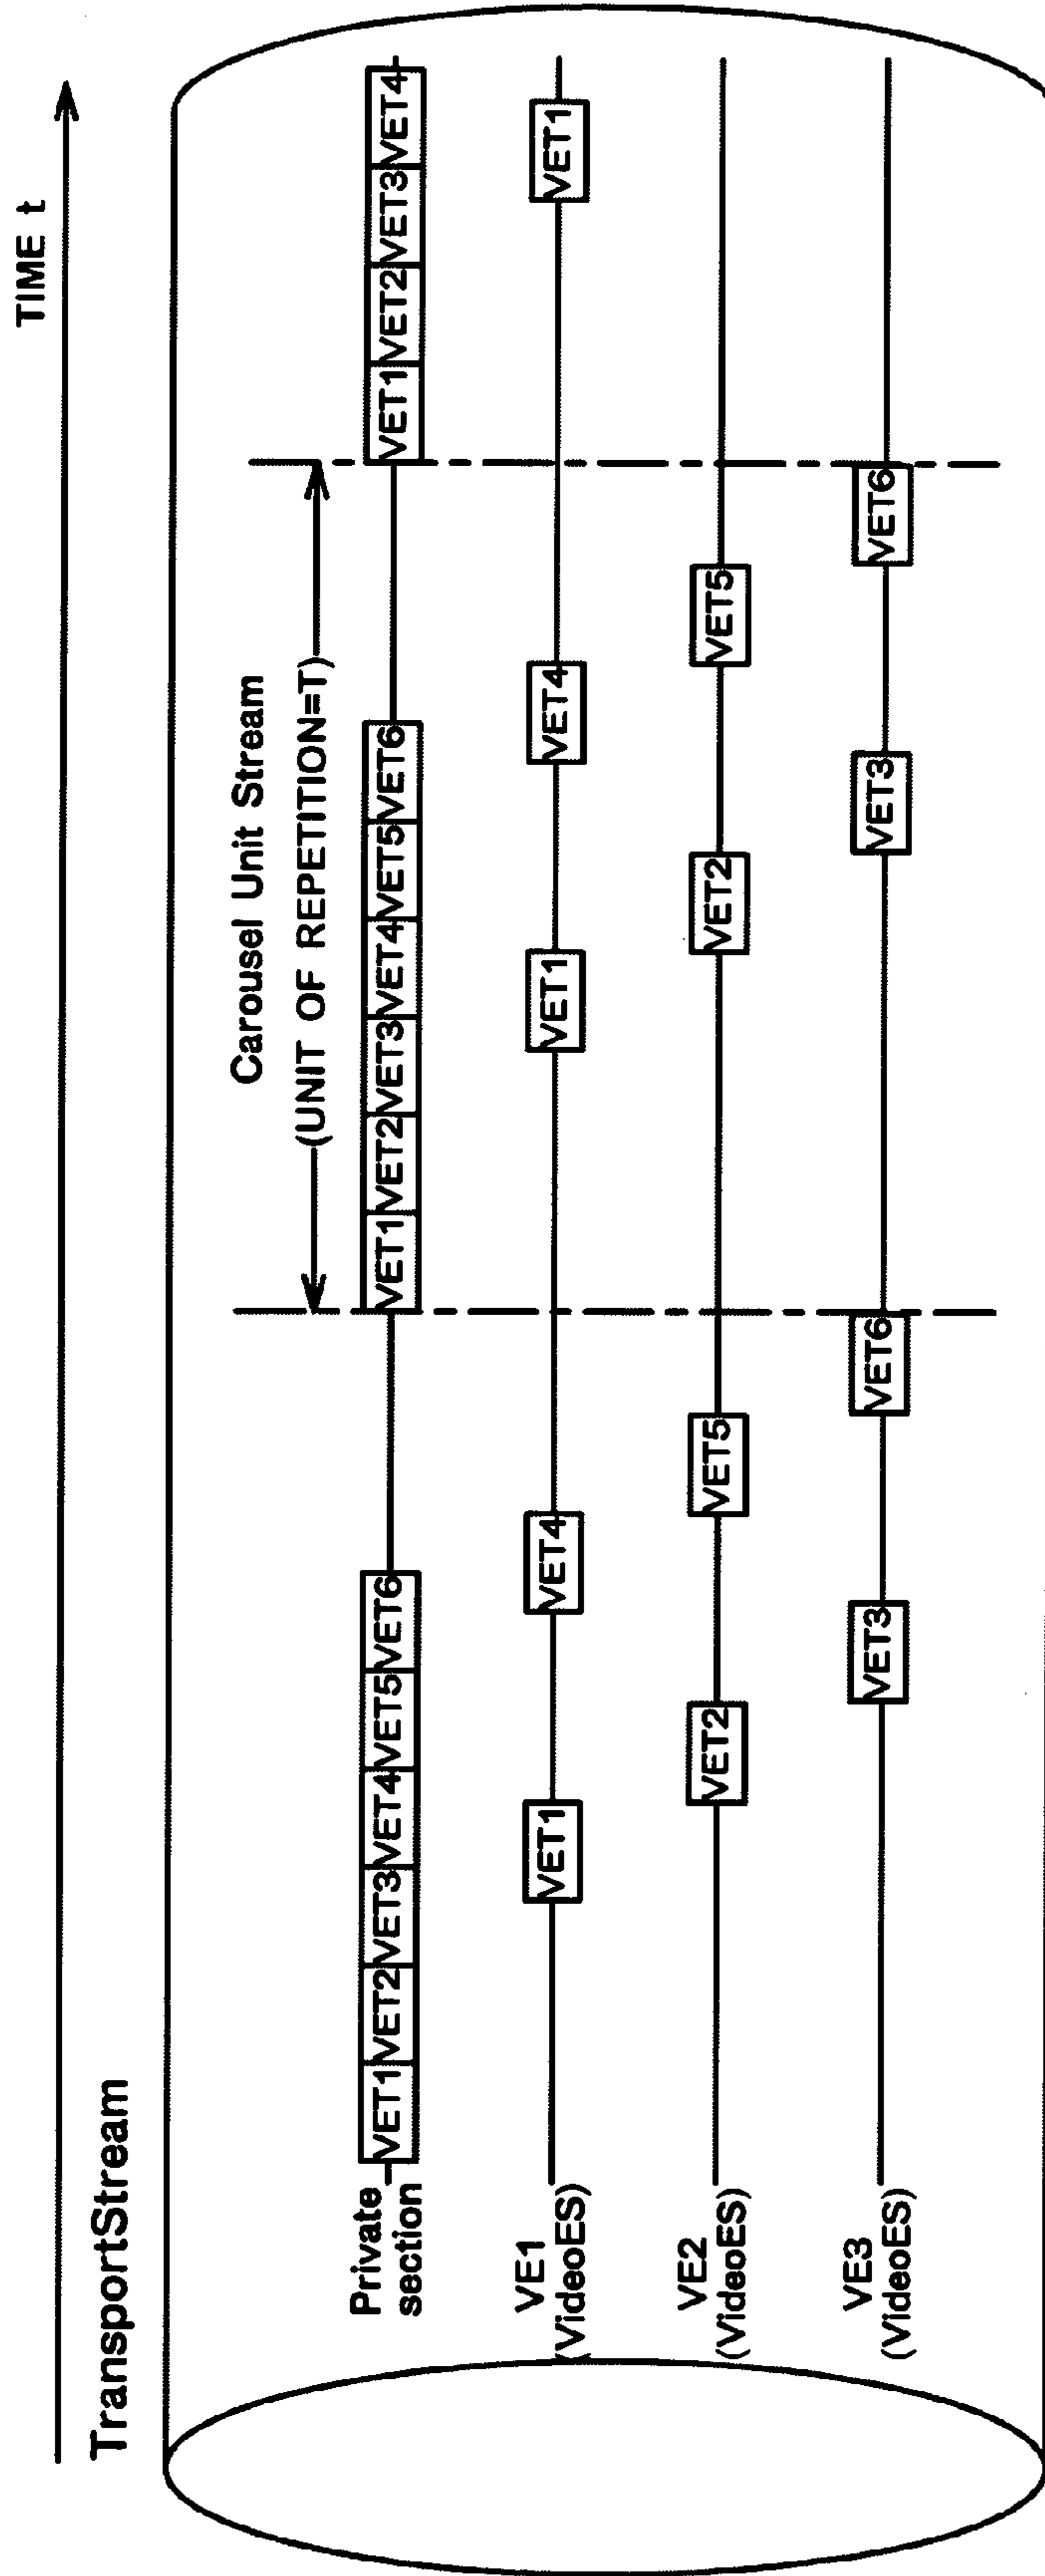 TIME t
TransportStream
Carousel Unit Stream
(UNIT OF REPETITION=T)
Private
section
VET1 VET2 VET3 VET4 VET5 VET6 VET1 VET2 VET3 VET4 VET5 VET6 VET1 VET2 VET3 VET4
VE1
(VideoES)
VET1 VET4 VET1 VET4 VET1
VE2
(VideoES)
VET2 VET5 VET2 VET5
VE3
(VideoES)
VET3 VET6 VET3 VET6